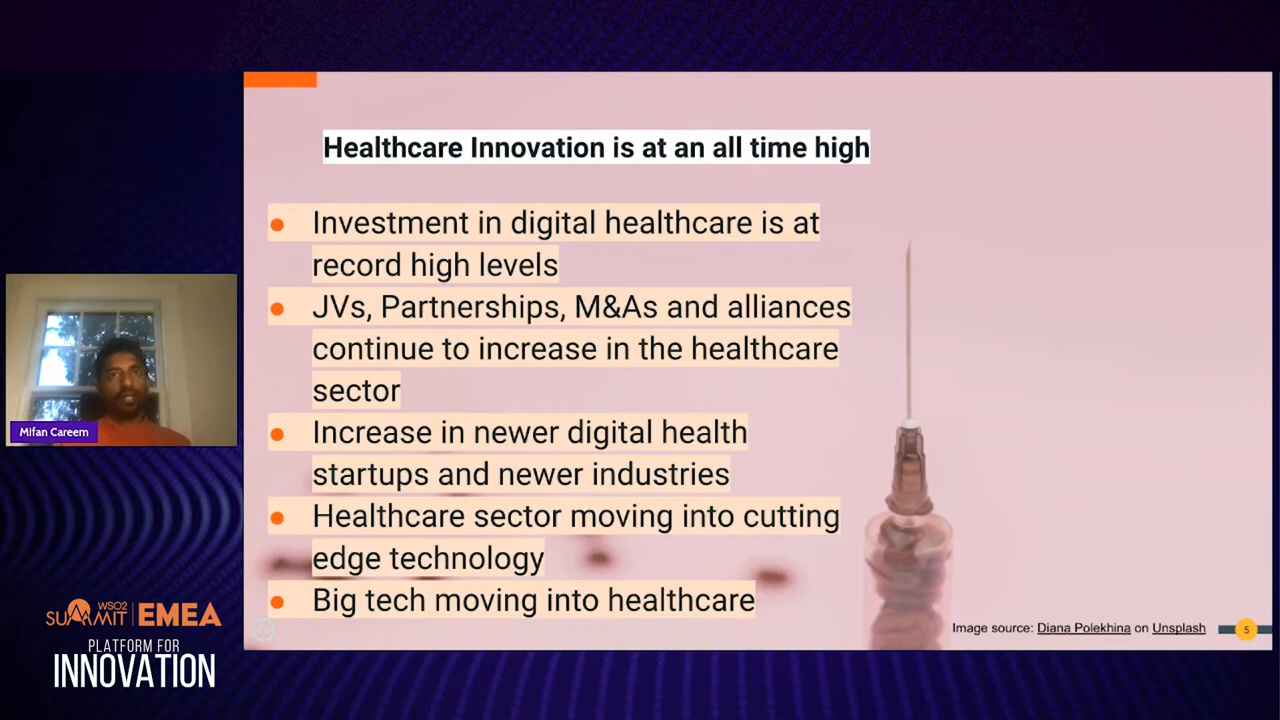 Healthcare Innovation is at an all time high
● Investment in digital healthcare is at
record high levels
● JVs, Partnerships, M&As and alliances
continue to increase in the healthcare
sector
● Increase in newer digital health
startups and newer industries
● Healthcare sector moving into cutting
edge technology
● Big tech moving into healthcare
Image source: Diana Polekhina on Unsplash
5
Mifan Careem
WSO2
SUMMIT EMEA
PLATFORM FOR
INNOVATION